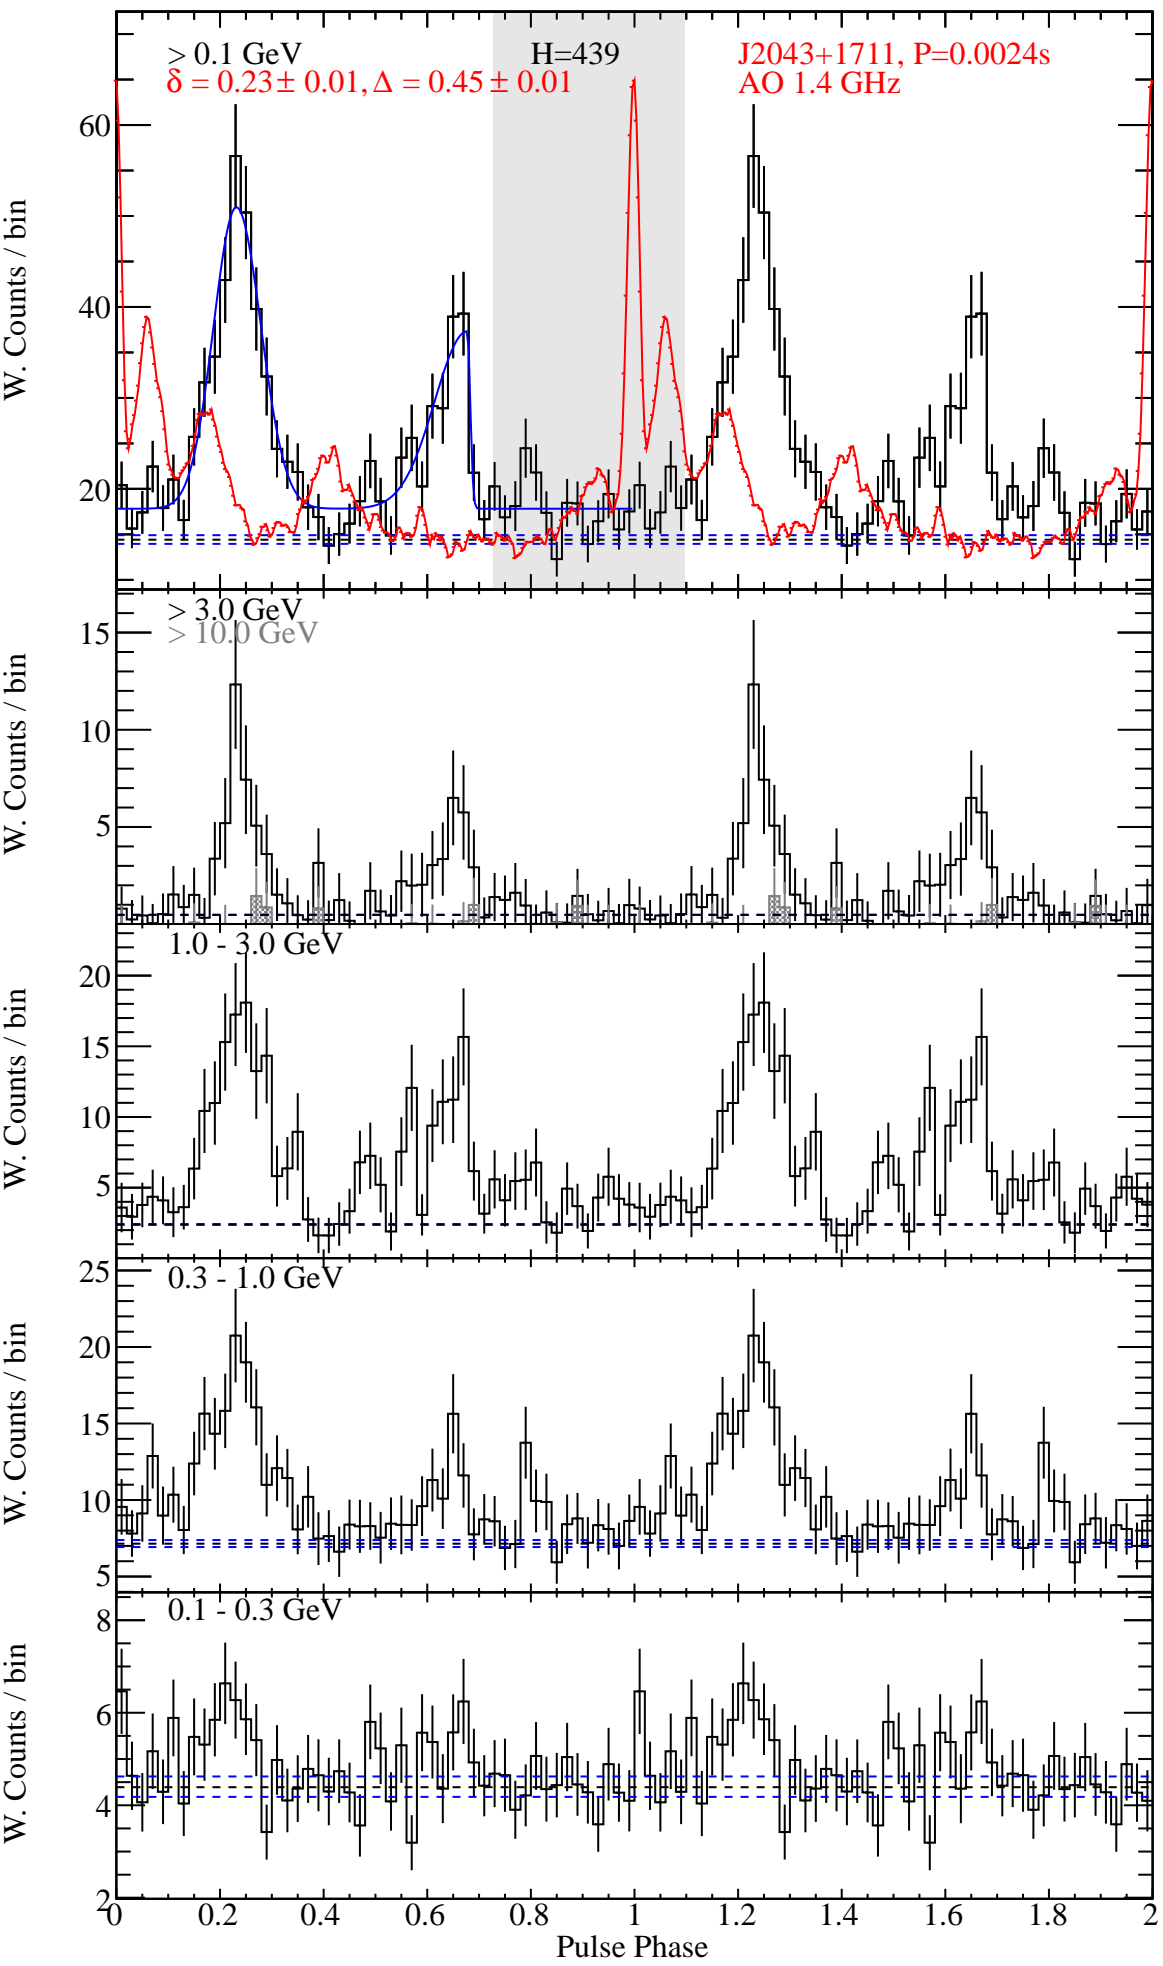 > 0.1 GeV
H=439
J2043+1711, P=0.0024s
δ = 0.23 ± 0.01, Δ = 0.45 ± 0.01
AO 1.4 GHz
60
40
20
W. Counts / bin
> 3.0 GeV
> 10.0 GeV
15
10
5
W. Counts / bin
1.0 - 3.0 GeV
20
15
10
5
W. Counts / bin
0.3 - 1.0 GeV
25
20
15
10
5
W. Counts / bin
0.1 - 0.3 GeV
8
6
4
2
W. Counts / bin
0 0.2 0.4 0.6 0.8 1 1.2 1.4 1.6 1.8 2
Pulse Phase